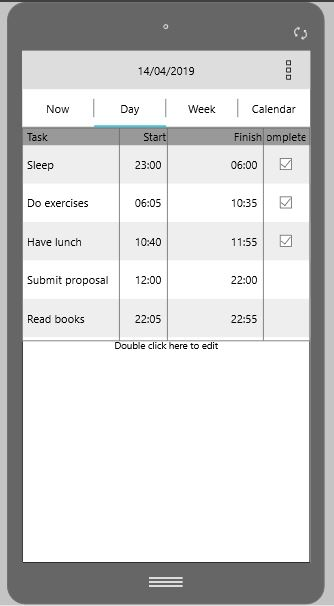 14/04/2019
Now Day Week Calendar
Task Start Finish omplete
Sleep 23:00 06:00
Do exercises 06:05 10:35
Have lunch 10:40 11:55
Submit proposal 12:00 22:00
Read books 22:05 22:55
Double click here to edit